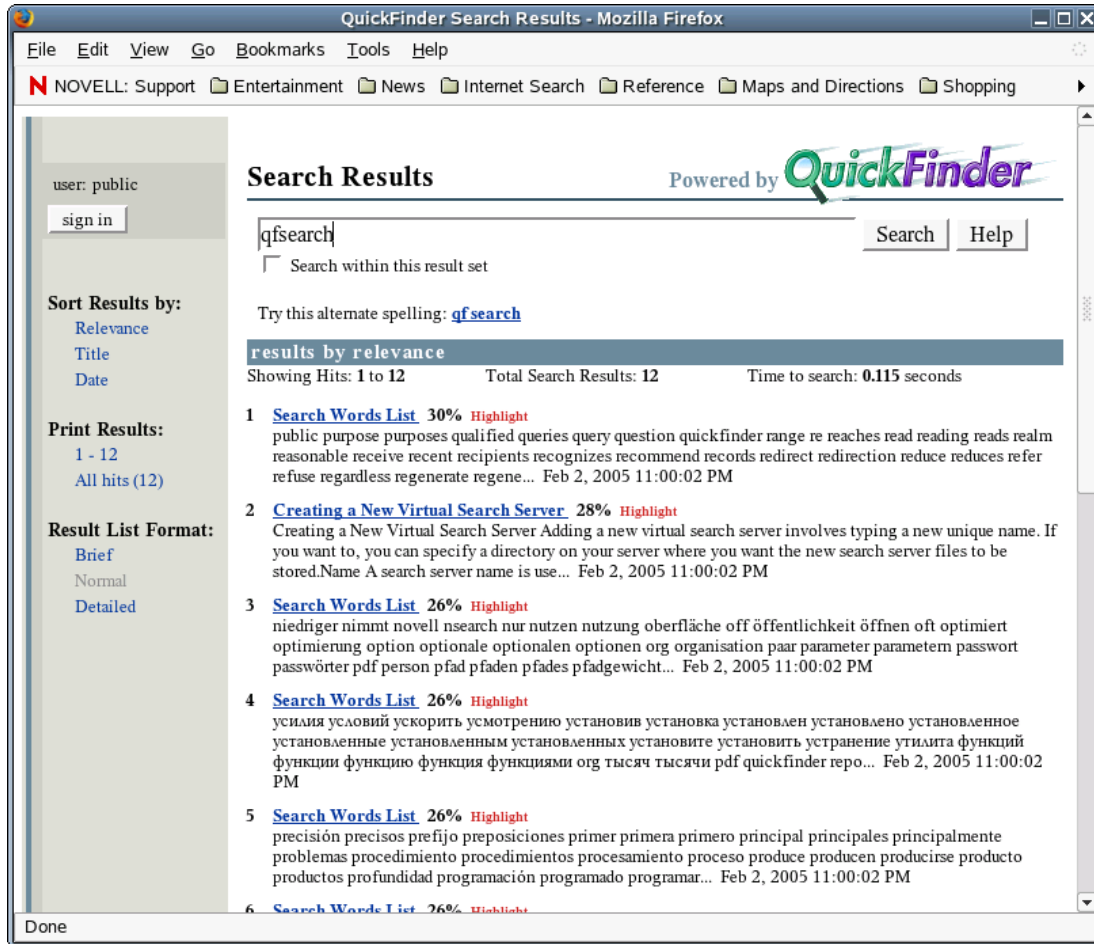 QuickFinder Search Results - Mozilla Firefox
File Edit View Go Bookmarks Tools Help
N NOVELL: Support Entertainment News Internet Search Reference Maps and Directions Shopping
user: public
sign in
Sort Results by:
Relevance
Title
Date
Print Results:
1 - 12
All hits (12)
Result List Format:
Brief
Normal
Detailed
Search Results
Powered by QuickFinder
qfsearch
Search Help
Search within this result set
Try this alternate spelling: qf search
results by relevance
Showing Hits: 1 to 12 Total Search Results: 12 Time to search: 0.115 seconds
1 Search Words List 30% Highlight
public purpose purposes qualified queries query question quickfinder range re reaches read reading reads realm
reasonable receive recent recipients recognizes recommend records redirect redirection reduce reduces refer
refuse regardless regenerate regene... Feb 2, 2005 11:00:02 PM
2 Creating a New Virtual Search Server 28% Highlight
Creating a New Virtual Search Server Adding a new virtual search server involves typing a new unique name. If
you want to, you can specify a directory on your server where you want the new search server files to be
stored.Name A search server name is use... Feb 2, 2005 11:00:02 PM
3 Search Words List 26% Highlight
niedriger nimmt novell nsearch nur nutzen nutzung oberfläche off öffentlichkeit öffnen oft optimiert
optimierung option optionale optionalen optionen org organisation paar parameter parametern passwort
passwörter pdf person pfad pfaden pfades pfadgewicht... Feb 2, 2005 11:00:02 PM
4 Search Words List 26% Highlight
усилия условий ускорить усмотрению установив установка установлен установлено установленное
установленные установленным установленных установите установить устранение утилита функций
функции функцию функция функциями org тысяч тысячи pdf quickfinder repo... Feb 2, 2005 11:00:02
PM
5 Search Words List 26% Highlight
precisión precisos prefijo preposiciones primer primera primero principal principales principalmente
problemas procedimiento procedimientos procesamiento proceso produce producen producirse producto
productos profundidad programación programado programar... Feb 2, 2005 11:00:02 PM
6 Search Words List 26% Highlight
Done